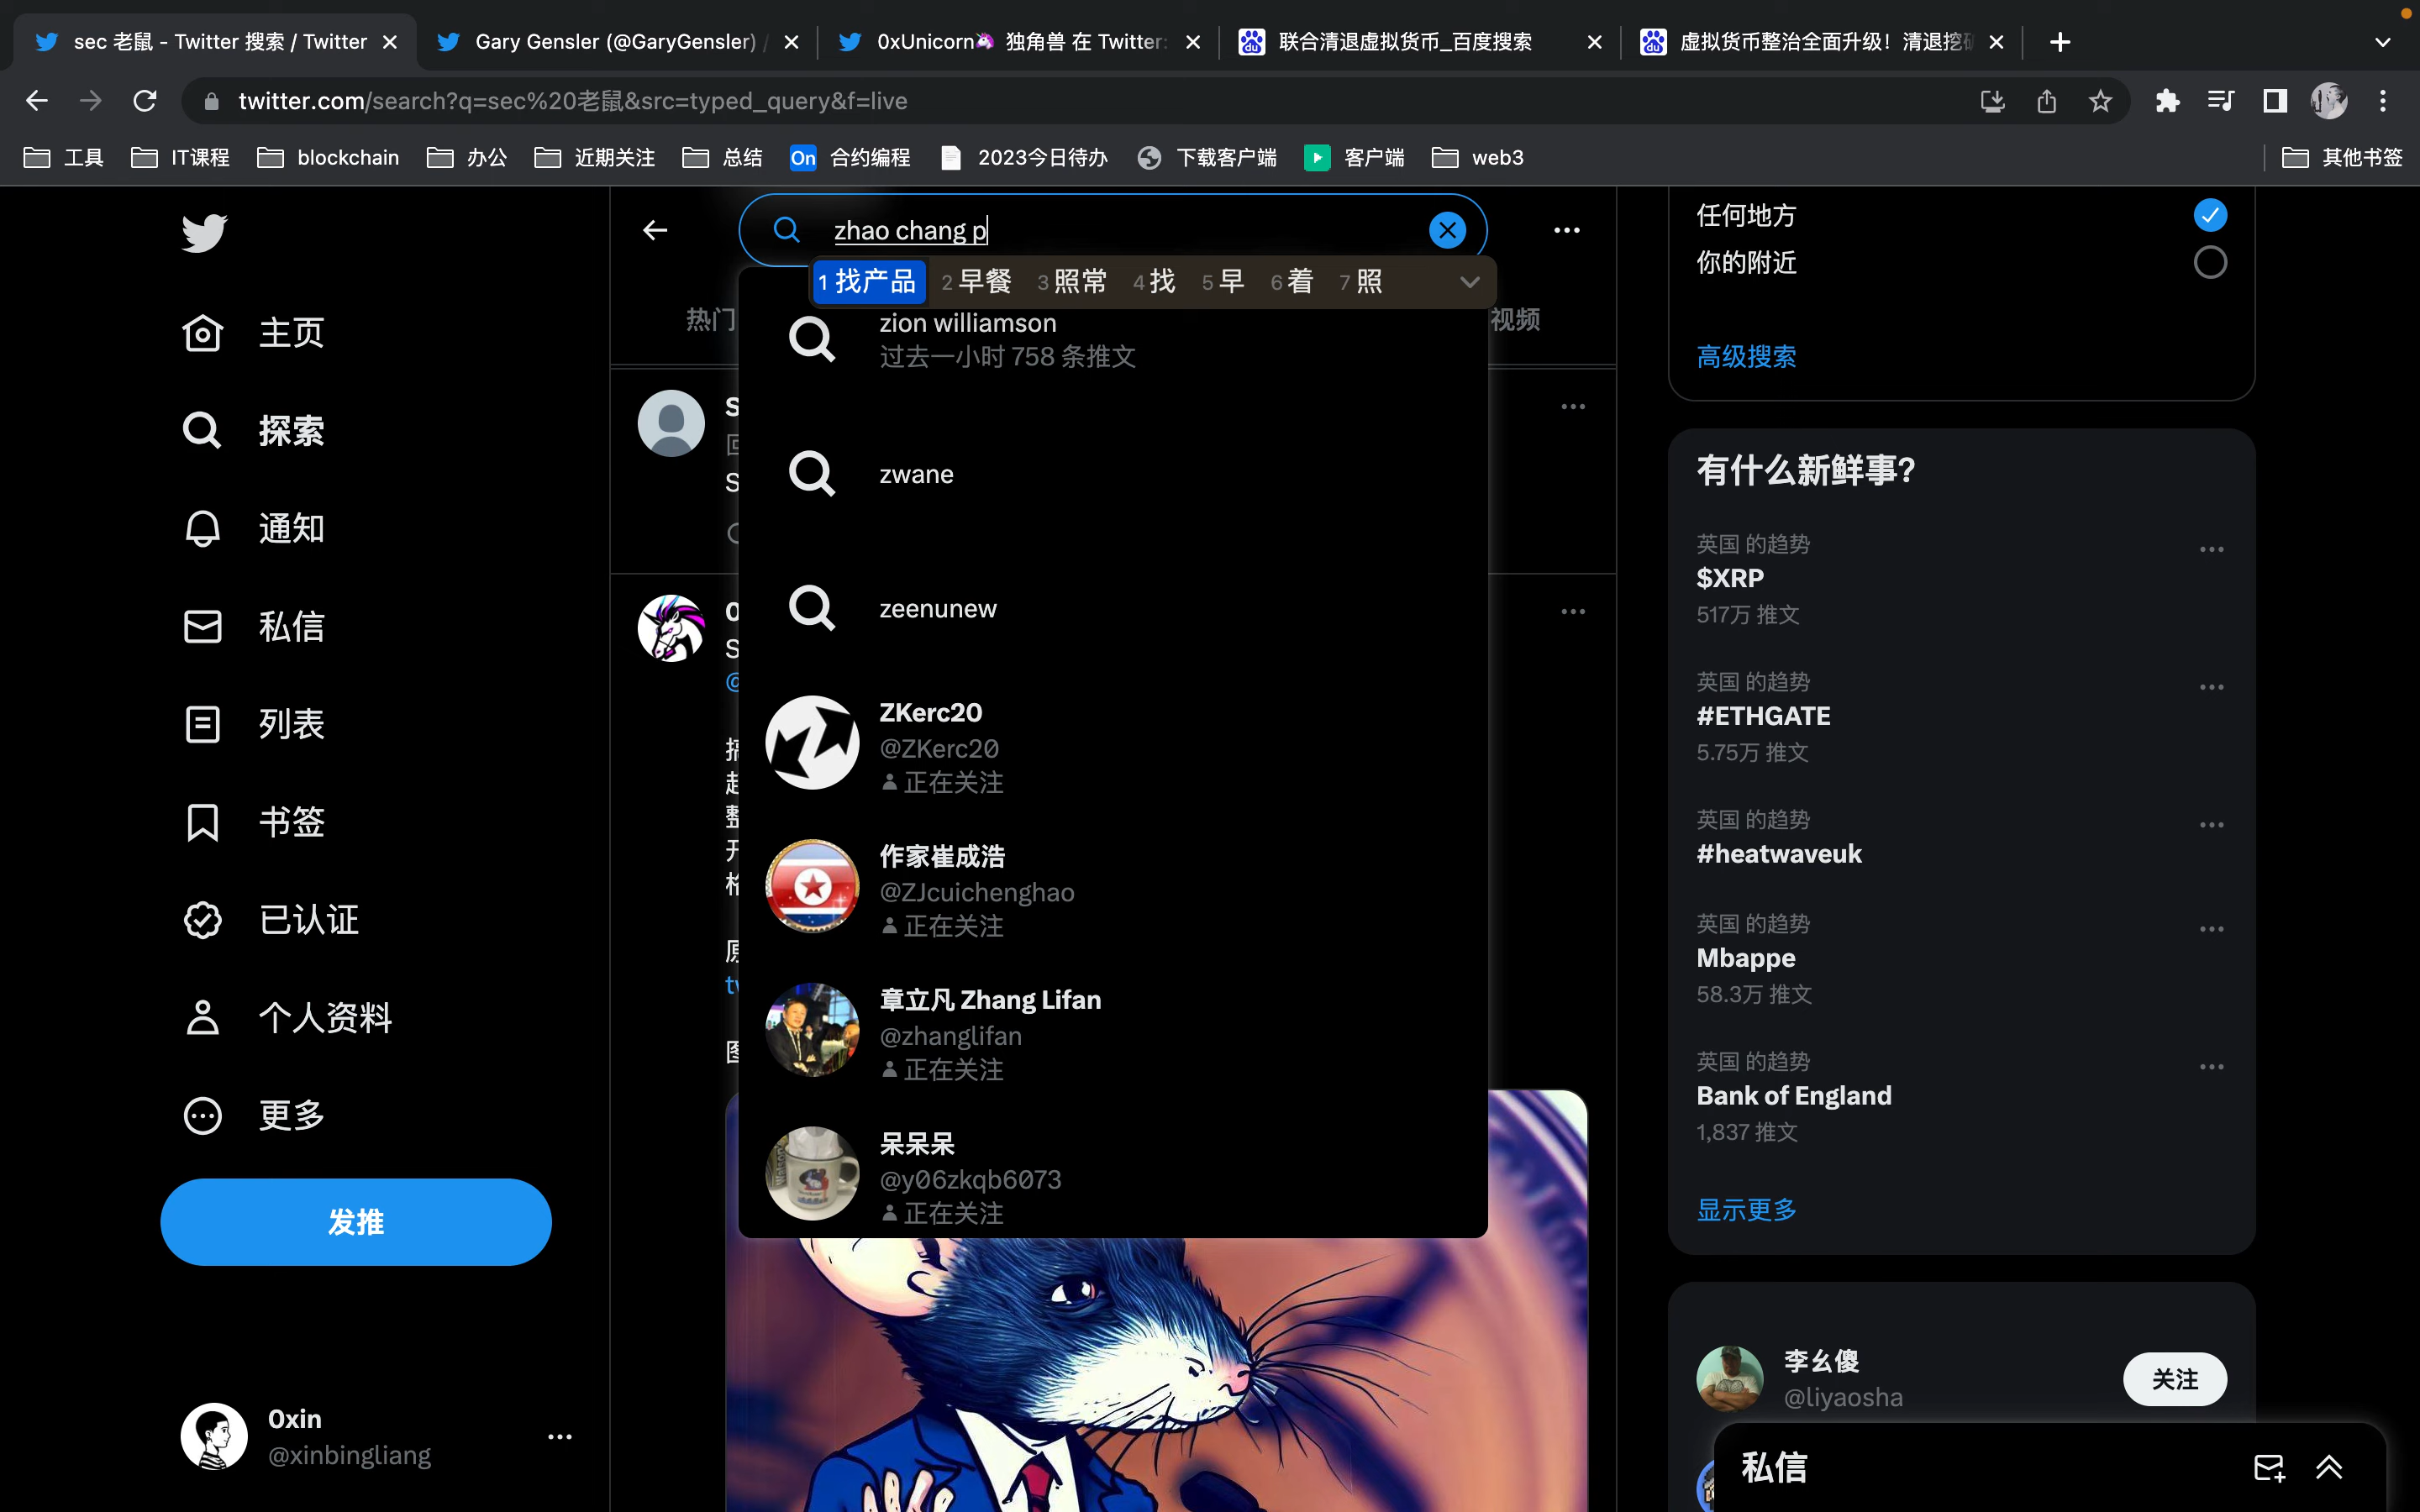 sec 老鼠 - Twitter 搜索 / Twitter
Gary Gensler (@GaryGensler) /
0xUnicorn🦄 独角兽 在 Twitter:
联合清退虚拟货币_百度搜索
虚拟货币整治全面升级！清退挖矿
twitter.com/search?q=sec%20老鼠&src=typed_query&f=live
工具
IT课程
blockchain
办公
近期关注
总结
On 合约编程
2023今日待办
下载客户端
客户端
web3
其他书签
主页
探索
通知
私信
列表
书签
已认证
个人资料
更多
发推
0xin
@xinbingliang
zhao chang p
1 找产品 2 早餐 3 照常 4 找 5 早 6 着 7 照
热门
视频
zion williamson
过去一小时 758 条推文
zwane
zeenunew
ZKerc20
@ZKerc20
正在关注
作家崔成浩
@ZJcuichenghao
正在关注
章立凡 Zhang Lifan
@zhanglifan
正在关注
呆呆呆
@y06zkqb6073
正在关注
任何地方
你的附近
高级搜索
有什么新鲜事?
英国 的趋势
$XRP
517万 推文
英国 的趋势
#ETHGATE
5.75万 推文
英国 的趋势
#heatwaveuk
英国 的趋势
Mbappe
58.3万 推文
英国 的趋势
Bank of England
1,837 推文
显示更多
李幺傻
@liyaosha
关注
私信